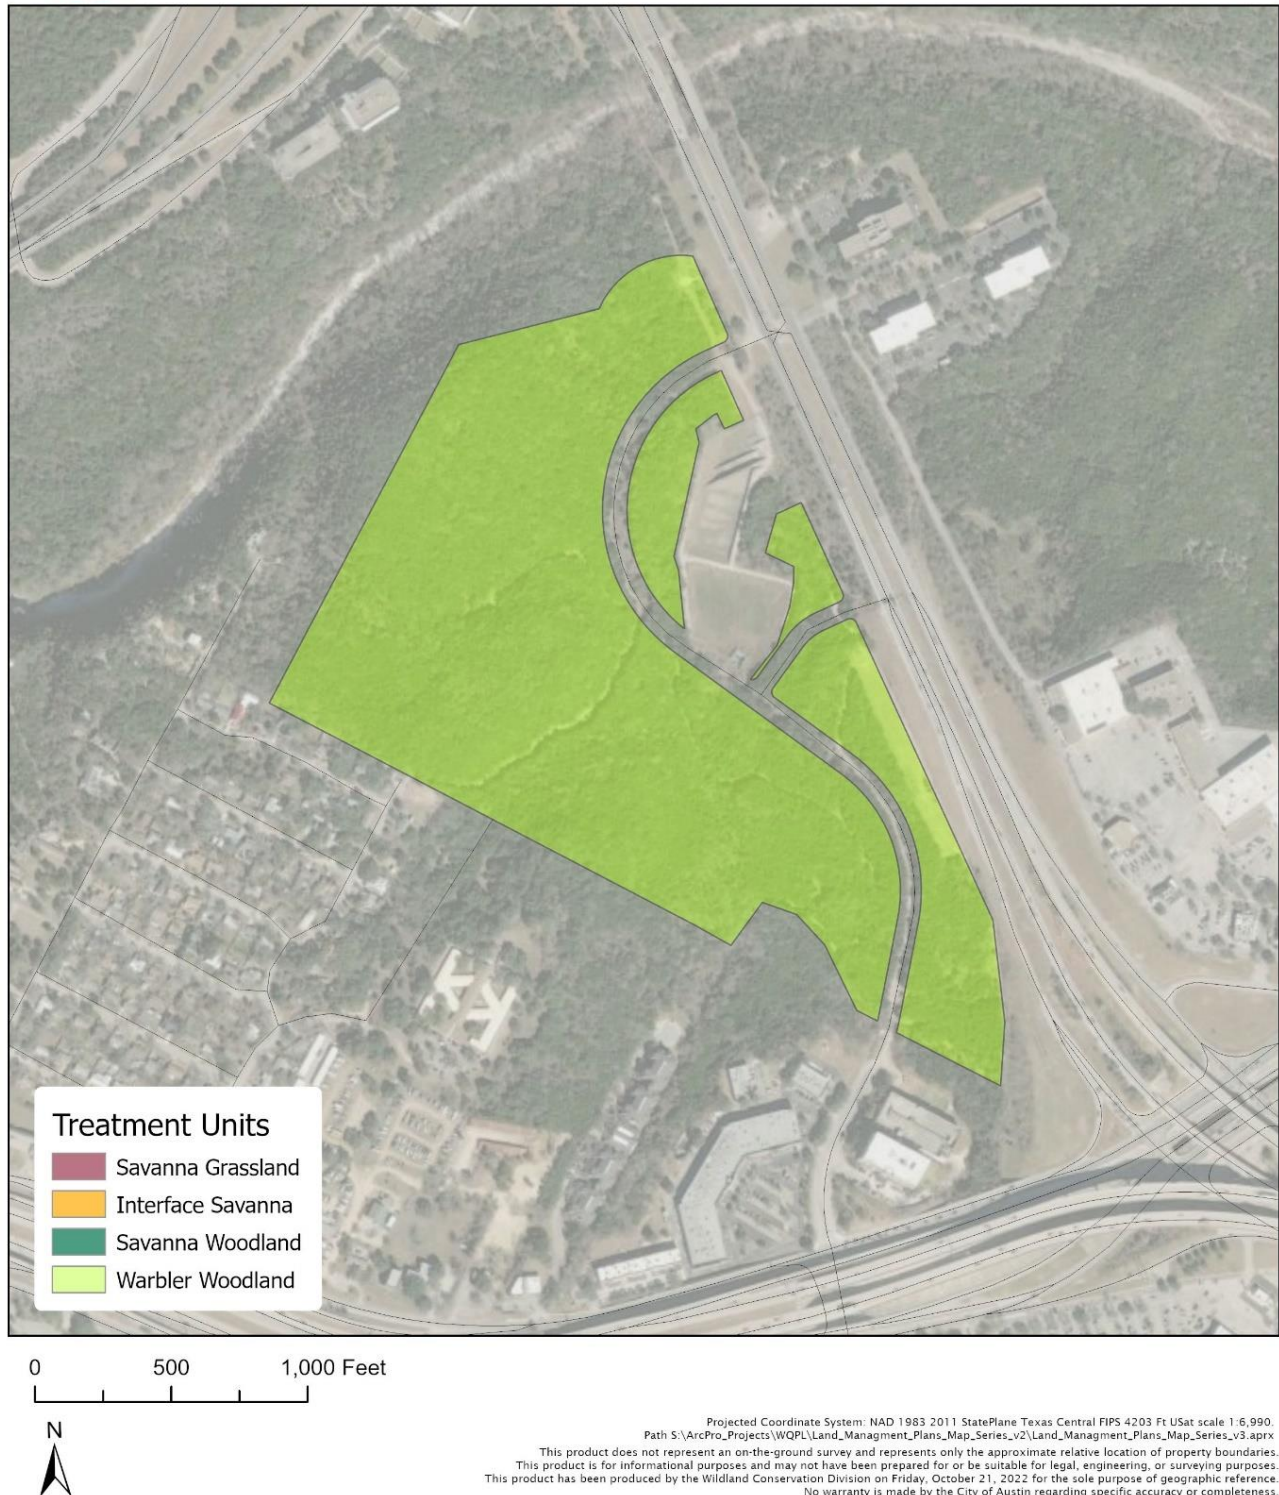 Treatment Units
Savanna Grassland
Interface Savanna
Savanna Woodland
Warbler Woodland
0 500 1,000 Feet
N
Projected Coordinate System: NAD 1983 2011 StatePlane Texas Central FIPS 4203 Ft USat scale 1:6,990.
Path S:\ArcPro_Projects\WQPL\Land_Managment_Plans_Map_Series_v2\Land_Managment_Plans_Map_Series_v3.aprx
This product does not represent an on-the-ground survey and represents only the approximate relative location of property boundaries.
This product is for informational purposes and may not have been prepared for or be suitable for legal, engineering, or surveying purposes.
This product has been produced by the Wildland Conservation Division on Friday, October 21, 2022 for the sole purpose of geographic reference.
No warranty is made by the City of Austin regarding specific accuracy or completeness.